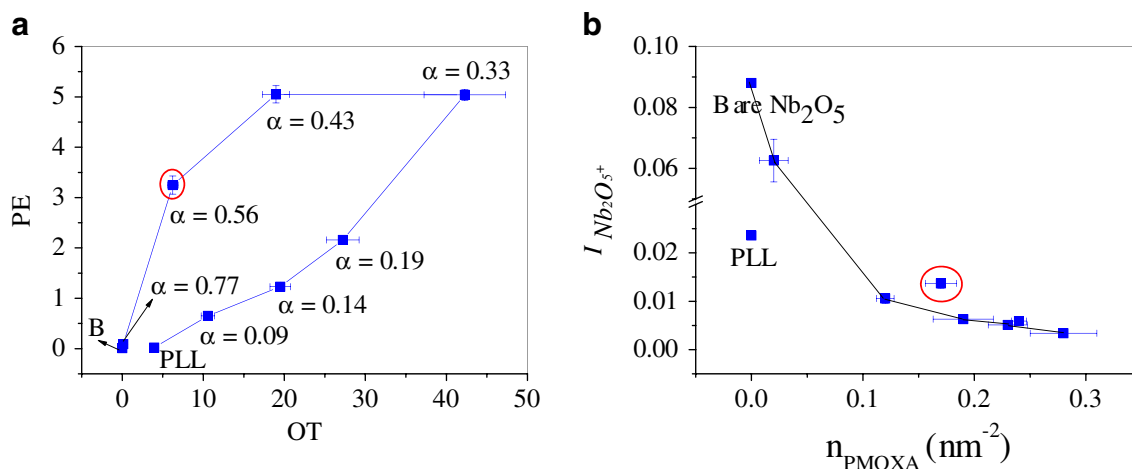 a
6
5
4
3
2
1
0
PE
α = 0.33
α = 0.43
α = 0.56
α = 0.77
α = 0.19
α = 0.14
α = 0.09
B
PLL
0 10 20 30 40 50
OT
b
0.10
0.08
0.06
0.02
0.01
0.00
I Nb₂O₅⁺
B are Nb₂O₅
PLL
0.0 0.1 0.2 0.3
n PMOXA (nm⁻²)